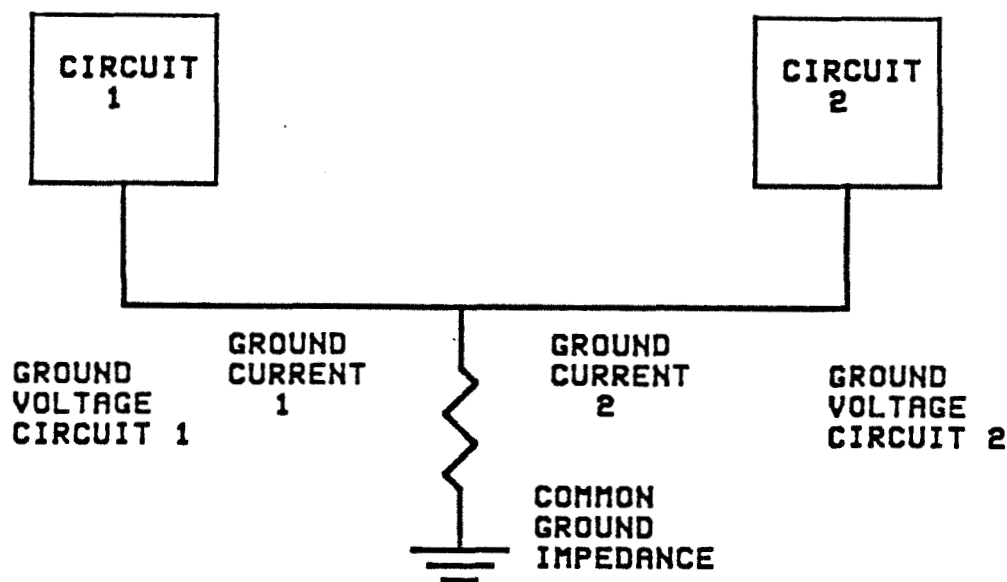 CIRCUIT
1
CIRCUIT
2
GROUND
VOLTAGE
CIRCUIT 1
GROUND
CURRENT
1
GROUND
CURRENT
2
GROUND
VOLTAGE
CIRCUIT 2
COMMON
GROUND
IMPEDANCE